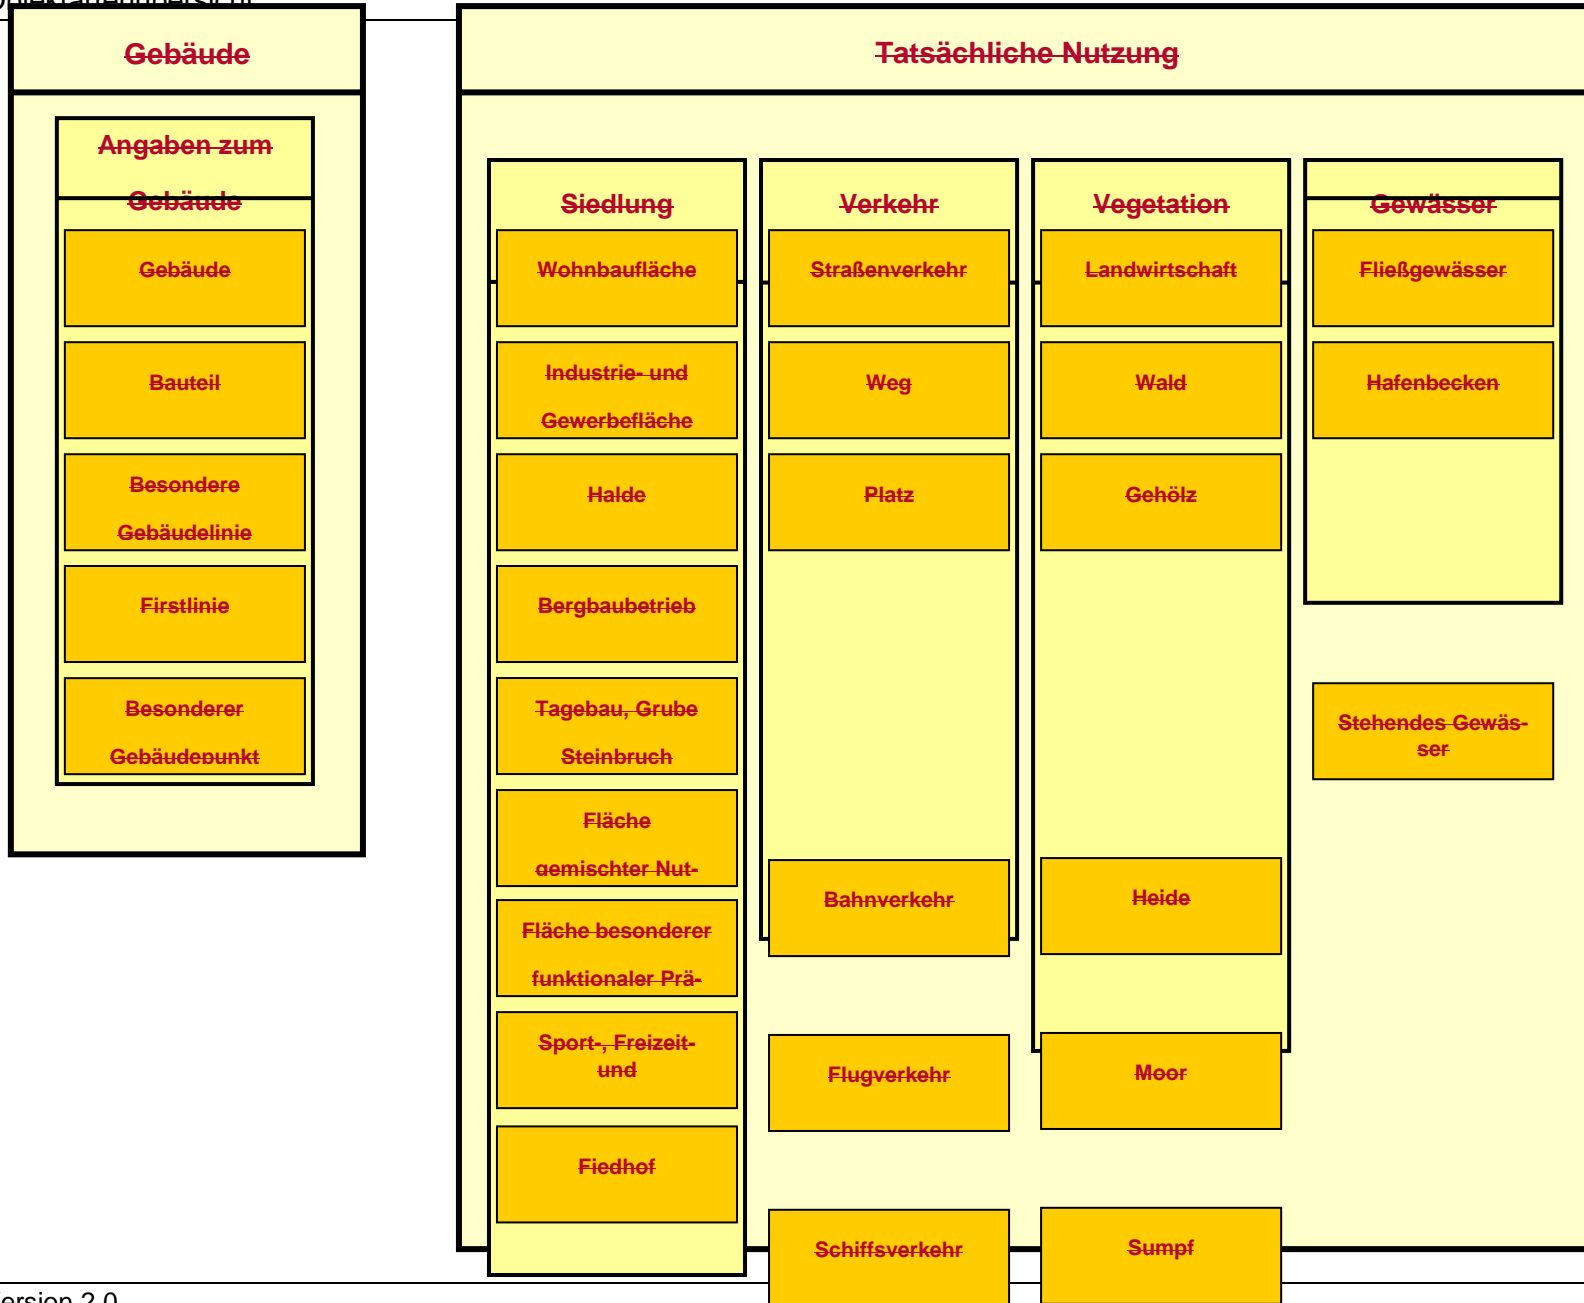 Gebäude
Angaben zum
Gebäude
Gebäude
Bauteil
Besondere
Gebäudelinie
Firstlinie
Besonderer
Gebäudepunkt
Tatsächliche Nutzung
Siedlung
Wohnbaufläche
Industrie- und
Gewerbefläche
Halde
Bergbaubetrieb
Tagebau, Grube
Steinbruch
Fläche
gemischter Nut-
Fläche besonderer
funktionaler Prä-
Sport-, Freizeit-
und
Fiedhof
Verkehr
Straßenverkehr
Weg
Platz
Bahnverkehr
Flugverkehr
Schiffsverkehr
Vegetation
Landwirtschaft
Wald
Gehölz
Heide
Moor
Sumpf
Gewässer
Fließgewässer
Hafenbecken
Stehendes Gewäs-
ser
ersion 2.0